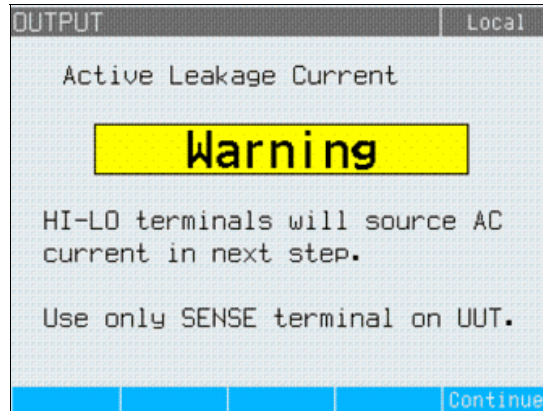 OUTPUT Local
Active Leakage Current
Warning
HI-LO terminals will source AC
current in next step.
Use only SENSE terminal on UUT.
Continue